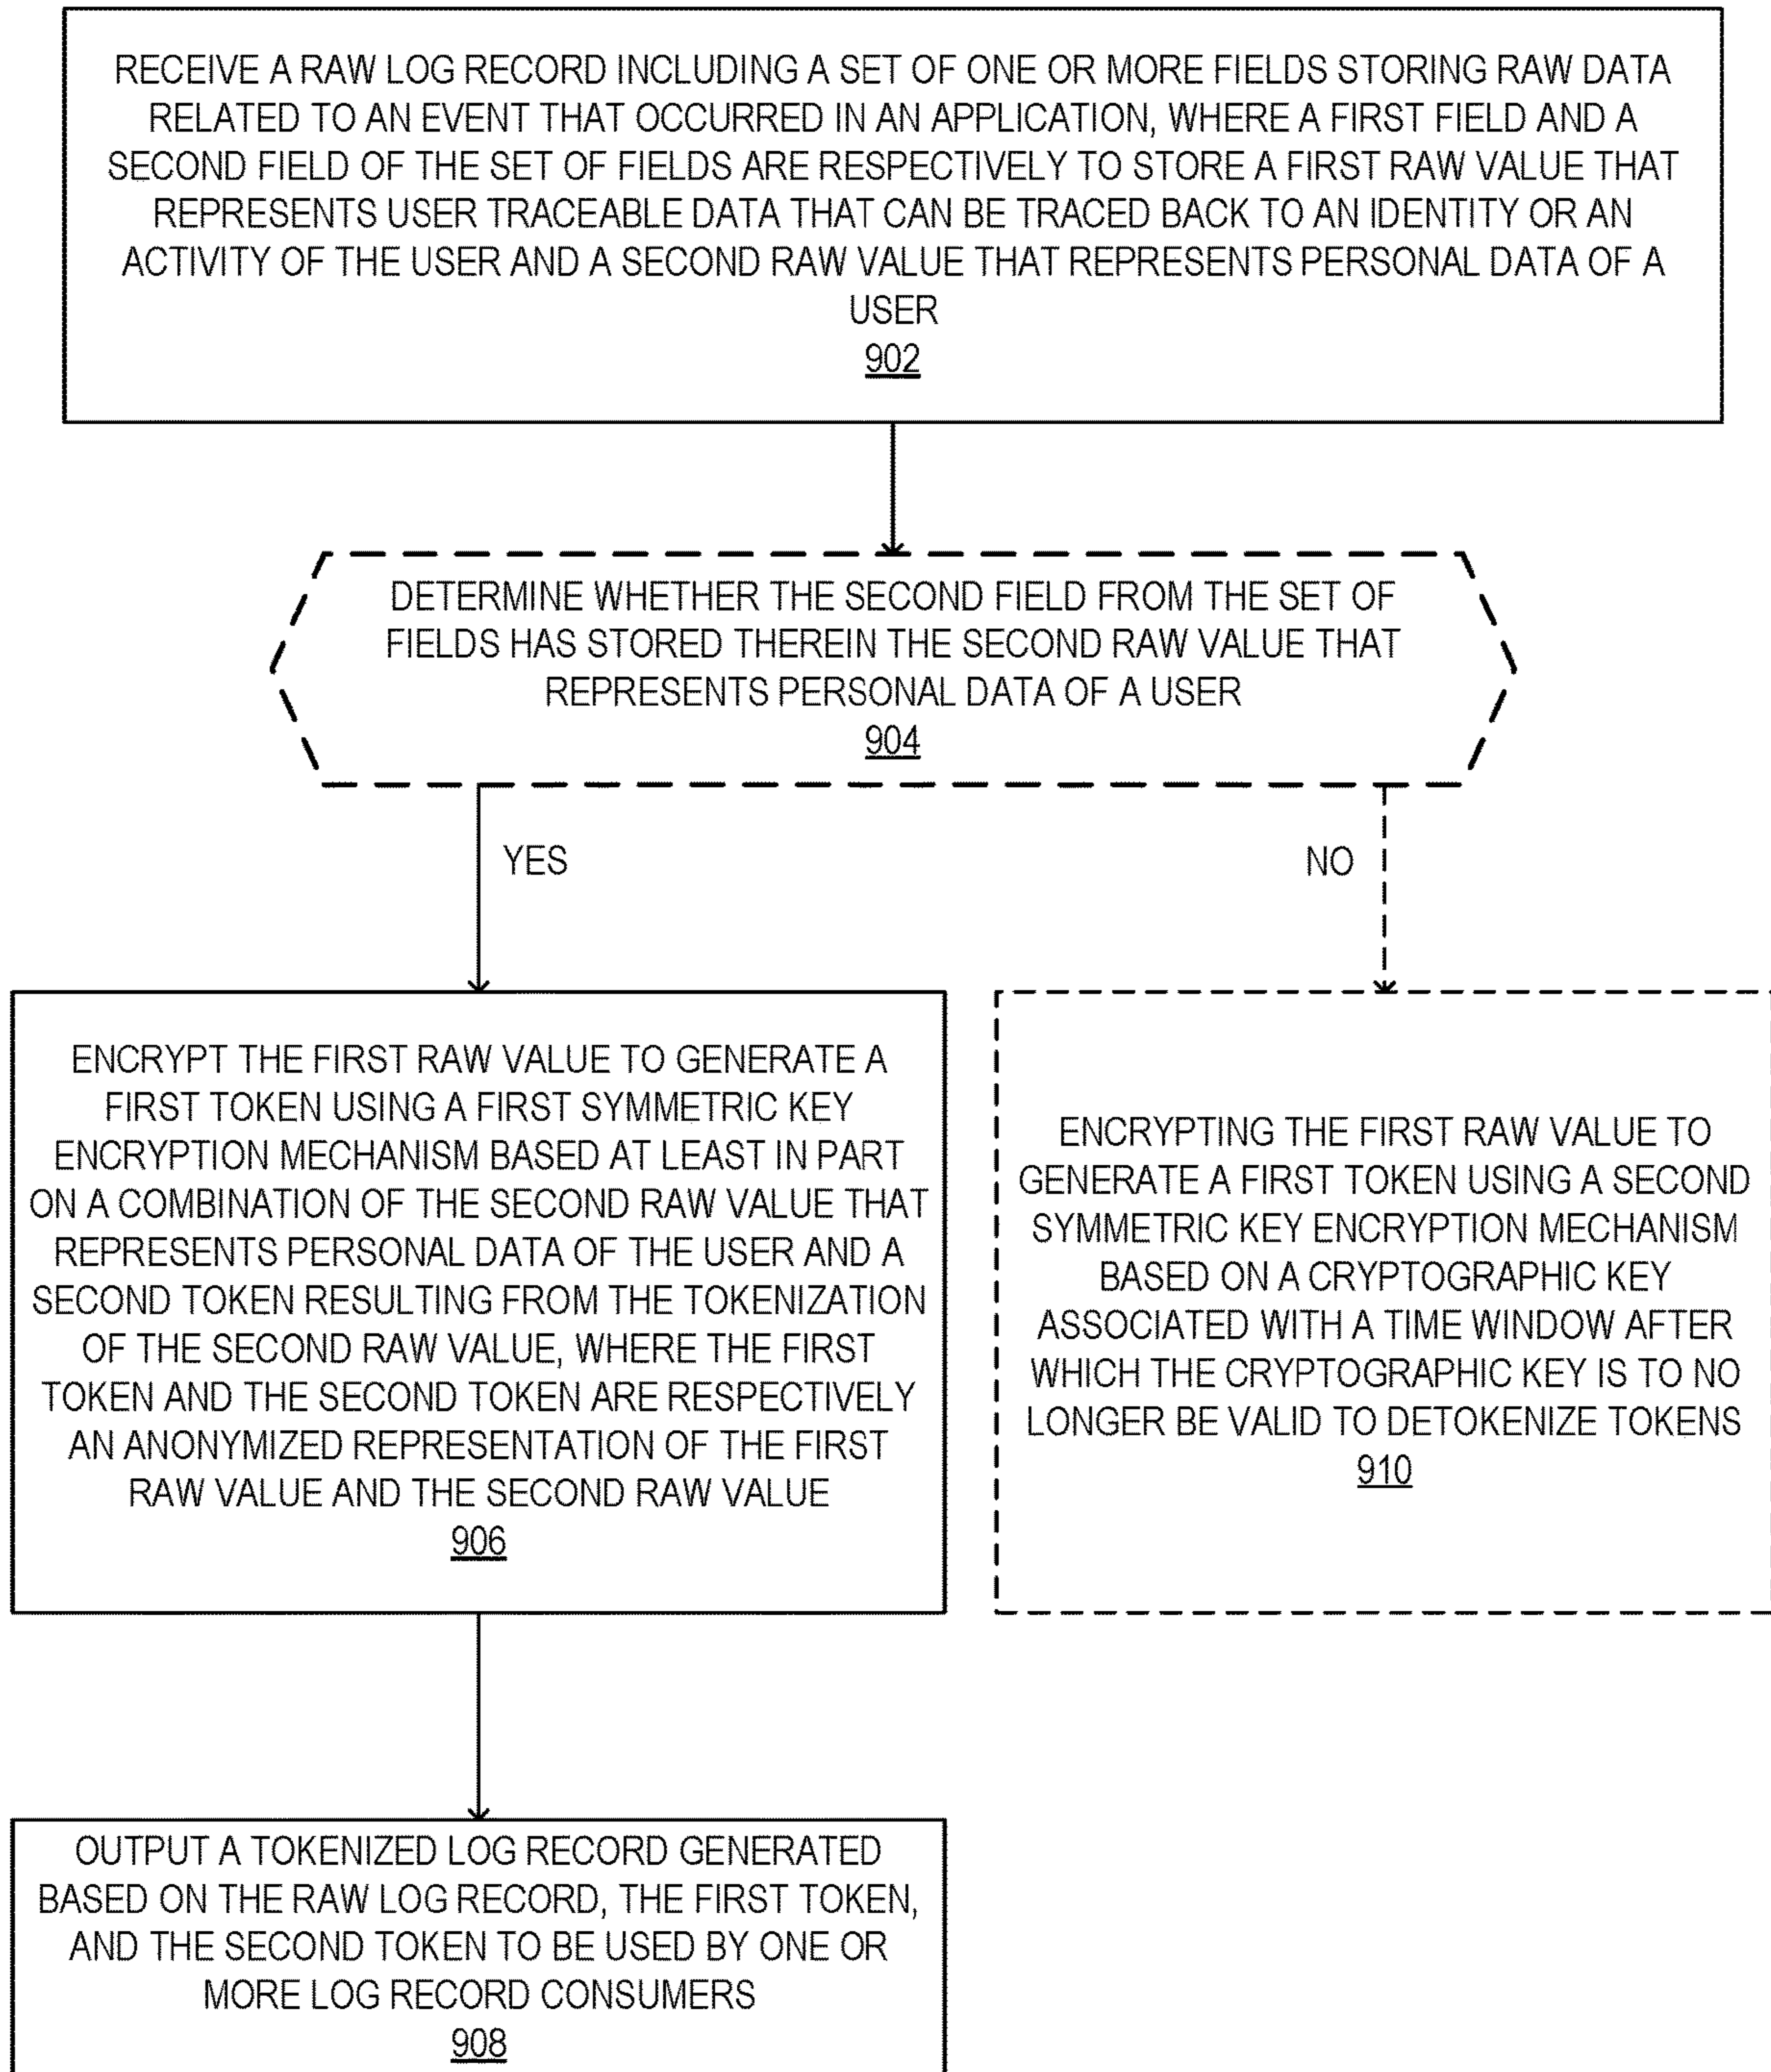 RECEIVE A RAW LOG RECORD INCLUDING A SET OF ONE OR MORE FIELDS STORING RAW DATA
RELATED TO AN EVENT THAT OCCURRED IN AN APPLICATION, WHERE A FIRST FIELD AND A
SECOND FIELD OF THE SET OF FIELDS ARE RESPECTIVELY TO STORE A FIRST RAW VALUE THAT
REPRESENTS USER TRACEABLE DATA THAT CAN BE TRACED BACK TO AN IDENTITY OR AN
ACTIVITY OF THE USER AND A SECOND RAW VALUE THAT REPRESENTS PERSONAL DATA OF A
USER
902
DETERMINE WHETHER THE SECOND FIELD FROM THE SET OF
FIELDS HAS STORED THEREIN THE SECOND RAW VALUE THAT
REPRESENTS PERSONAL DATA OF A USER
904
YES
NO
ENCRYPT THE FIRST RAW VALUE TO GENERATE A
FIRST TOKEN USING A FIRST SYMMETRIC KEY
ENCRYPTION MECHANISM BASED AT LEAST IN PART
ON A COMBINATION OF THE SECOND RAW VALUE THAT
REPRESENTS PERSONAL DATA OF THE USER AND A
SECOND TOKEN RESULTING FROM THE TOKENIZATION
OF THE SECOND RAW VALUE, WHERE THE FIRST
TOKEN AND THE SECOND TOKEN ARE RESPECTIVELY
AN ANONYMIZED REPRESENTATION OF THE FIRST
RAW VALUE AND THE SECOND RAW VALUE
906
ENCRYPTING THE FIRST RAW VALUE TO
GENERATE A FIRST TOKEN USING A SECOND
SYMMETRIC KEY ENCRYPTION MECHANISM
BASED ON A CRYPTOGRAPHIC KEY
ASSOCIATED WITH A TIME WINDOW AFTER
WHICH THE CRYPTOGRAPHIC KEY IS TO NO
LONGER BE VALID TO DETOKENIZE TOKENS
910
OUTPUT A TOKENIZED LOG RECORD GENERATED
BASED ON THE RAW LOG RECORD, THE FIRST TOKEN,
AND THE SECOND TOKEN TO BE USED BY ONE OR
MORE LOG RECORD CONSUMERS
908